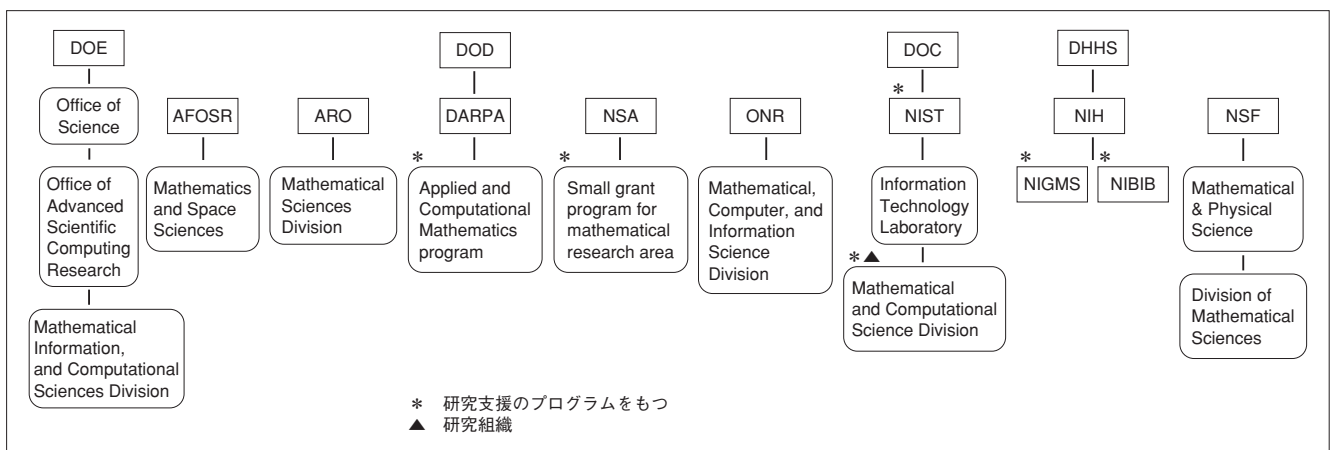 DOE
Office of
Science
Office of
Advanced
Scientific
Computing
Research
Mathematical
Information,
and Computational
Sciences Division
AFOSR
Mathematics
and Space
Sciences
ARO
Mathematical
Sciences
Division
DOD
DARPA
*
Applied and
Computational
Mathematics
program
NSA
*
Small grant
program for
mathematical
research area
ONR
Mathematical,
Computer, and
Information
Science
Division
DOC
*
NIST
Information
Technology
Laboratory
*▲
Mathematical
and Computational
Science Division
DHHS
NIH
*
NIGMS
*
NIBIB
NSF
Mathematical
& Physical
Science
Division of
Mathematical
Sciences
* 研究支援のプログラムをもつ
▲ 研究組織